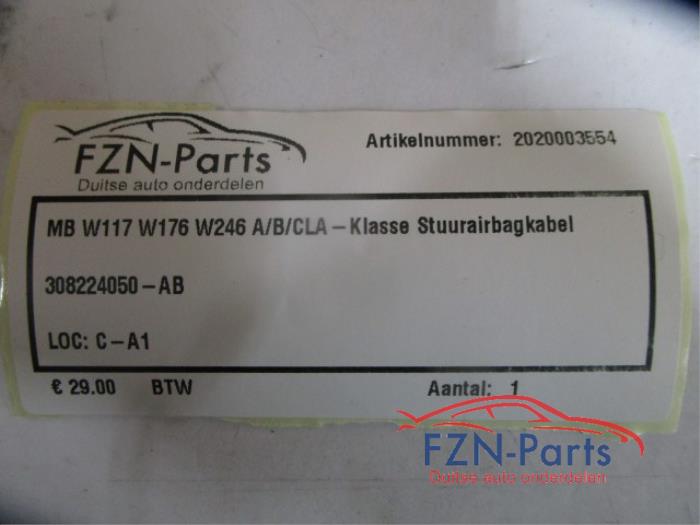 FZN-Parts
Duitse auto onderdelen
Artikelnummer: 2020003554
MB W117 W176 W246 A/B/CLA - Klasse Stuurairbagkabel
308224050-AB
LOC: C-A1
€ 29.00 BTW Aantal: 1
FZN-Parts
Duitse auto onderdelen